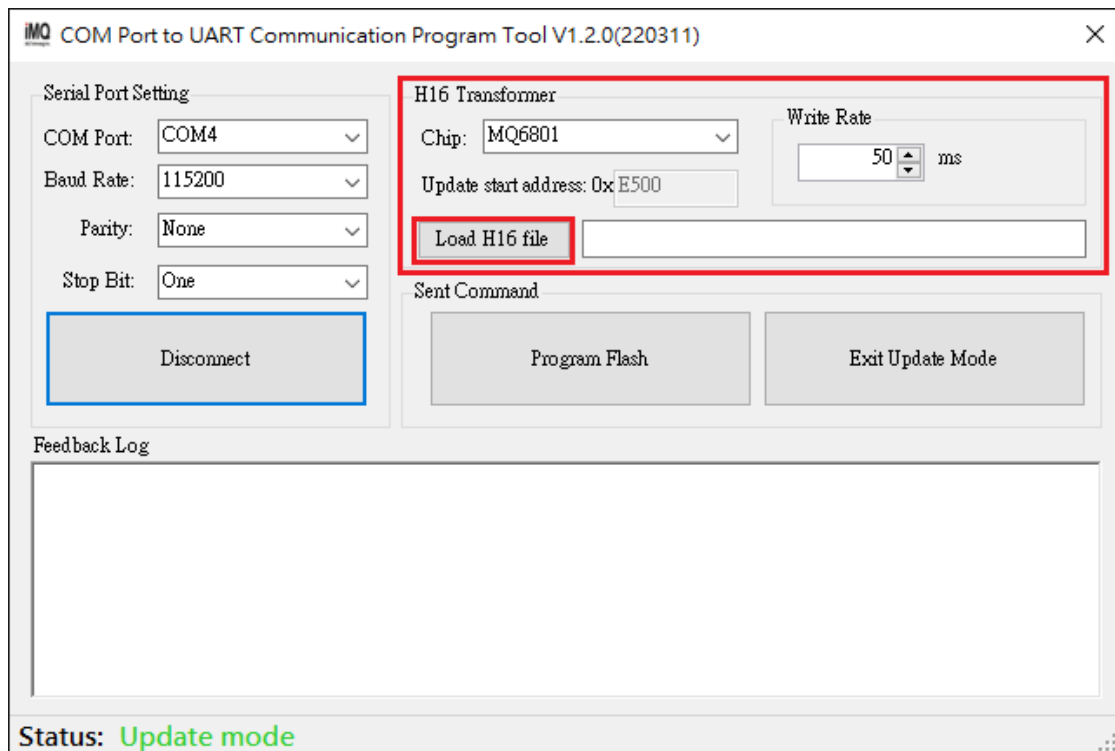 iMQ COM Port to UART Communication Program Tool V1.2.0(220311)
Serial Port Setting
COM Port: COM4
Baud Rate: 115200
Parity: None
Stop Bit: One
Disconnect
H16 Transformer
Chip: MQ6801
Update start address: 0x E500
Write Rate
50 ms
Load H16 file
Sent Command
Program Flash
Exit Update Mode
Feedback Log
Status: Update mode